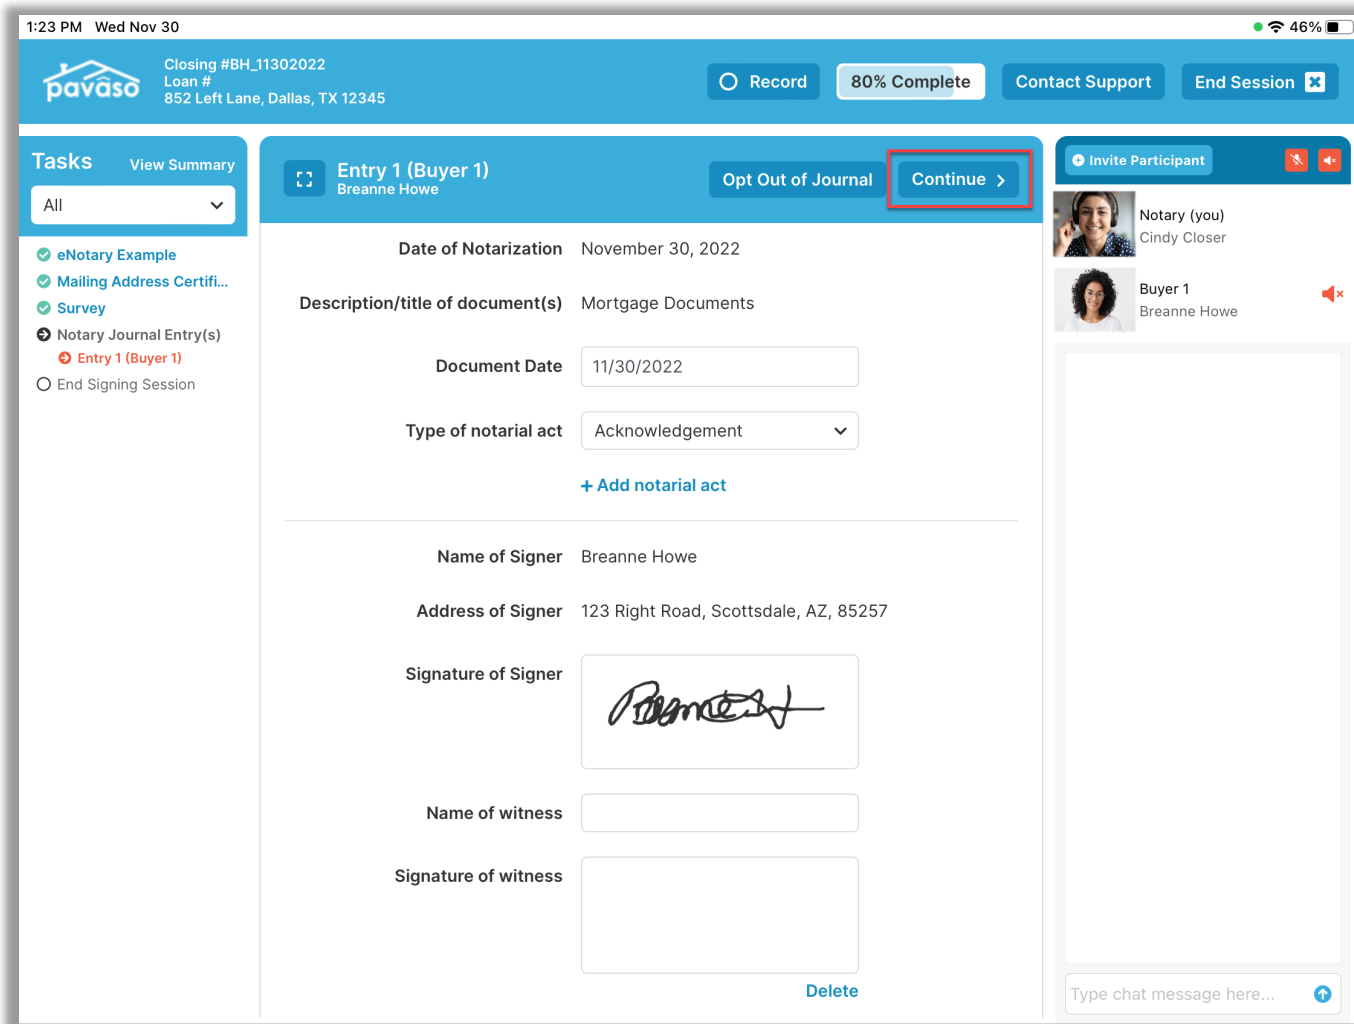 1:23 PM Wed Nov 30
46%
pavaso
Closing #BH_11302022
Loan #
852 Left Lane, Dallas, TX 12345
Record
80% Complete
Contact Support
End Session
Tasks
View Summary
All
eNotary Example
Mailing Address Certifi...
Survey
Notary Journal Entry(s)
Entry 1 (Buyer 1)
End Signing Session
Entry 1 (Buyer 1)
Breanne Howe
Opt Out of Journal
Continue
Date of Notarization November 30, 2022
Description/title of document(s) Mortgage Documents
Document Date 11/30/2022
Type of notarial act Acknowledgement
+ Add notarial act
Name of Signer Breanne Howe
Address of Signer 123 Right Road, Scottsdale, AZ, 85257
Signature of Signer
Name of witness
Signature of witness
Delete
Invite Participant
Notary (you)
Cindy Closer
Buyer 1
Breanne Howe
Type chat message here...